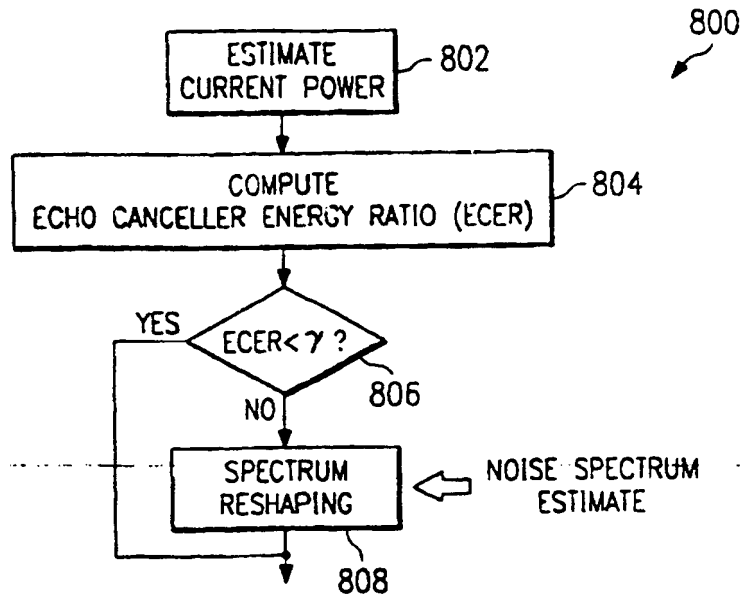 800
ESTIMATE
CURRENT POWER
802
COMPUTE
ECHO CANCELLER ENERGY RATIO (ECER)
804
YES
ECER < γ ?
806
NO
SPECTRUM
RESHAPING
NOISE SPECTRUM
ESTIMATE
808